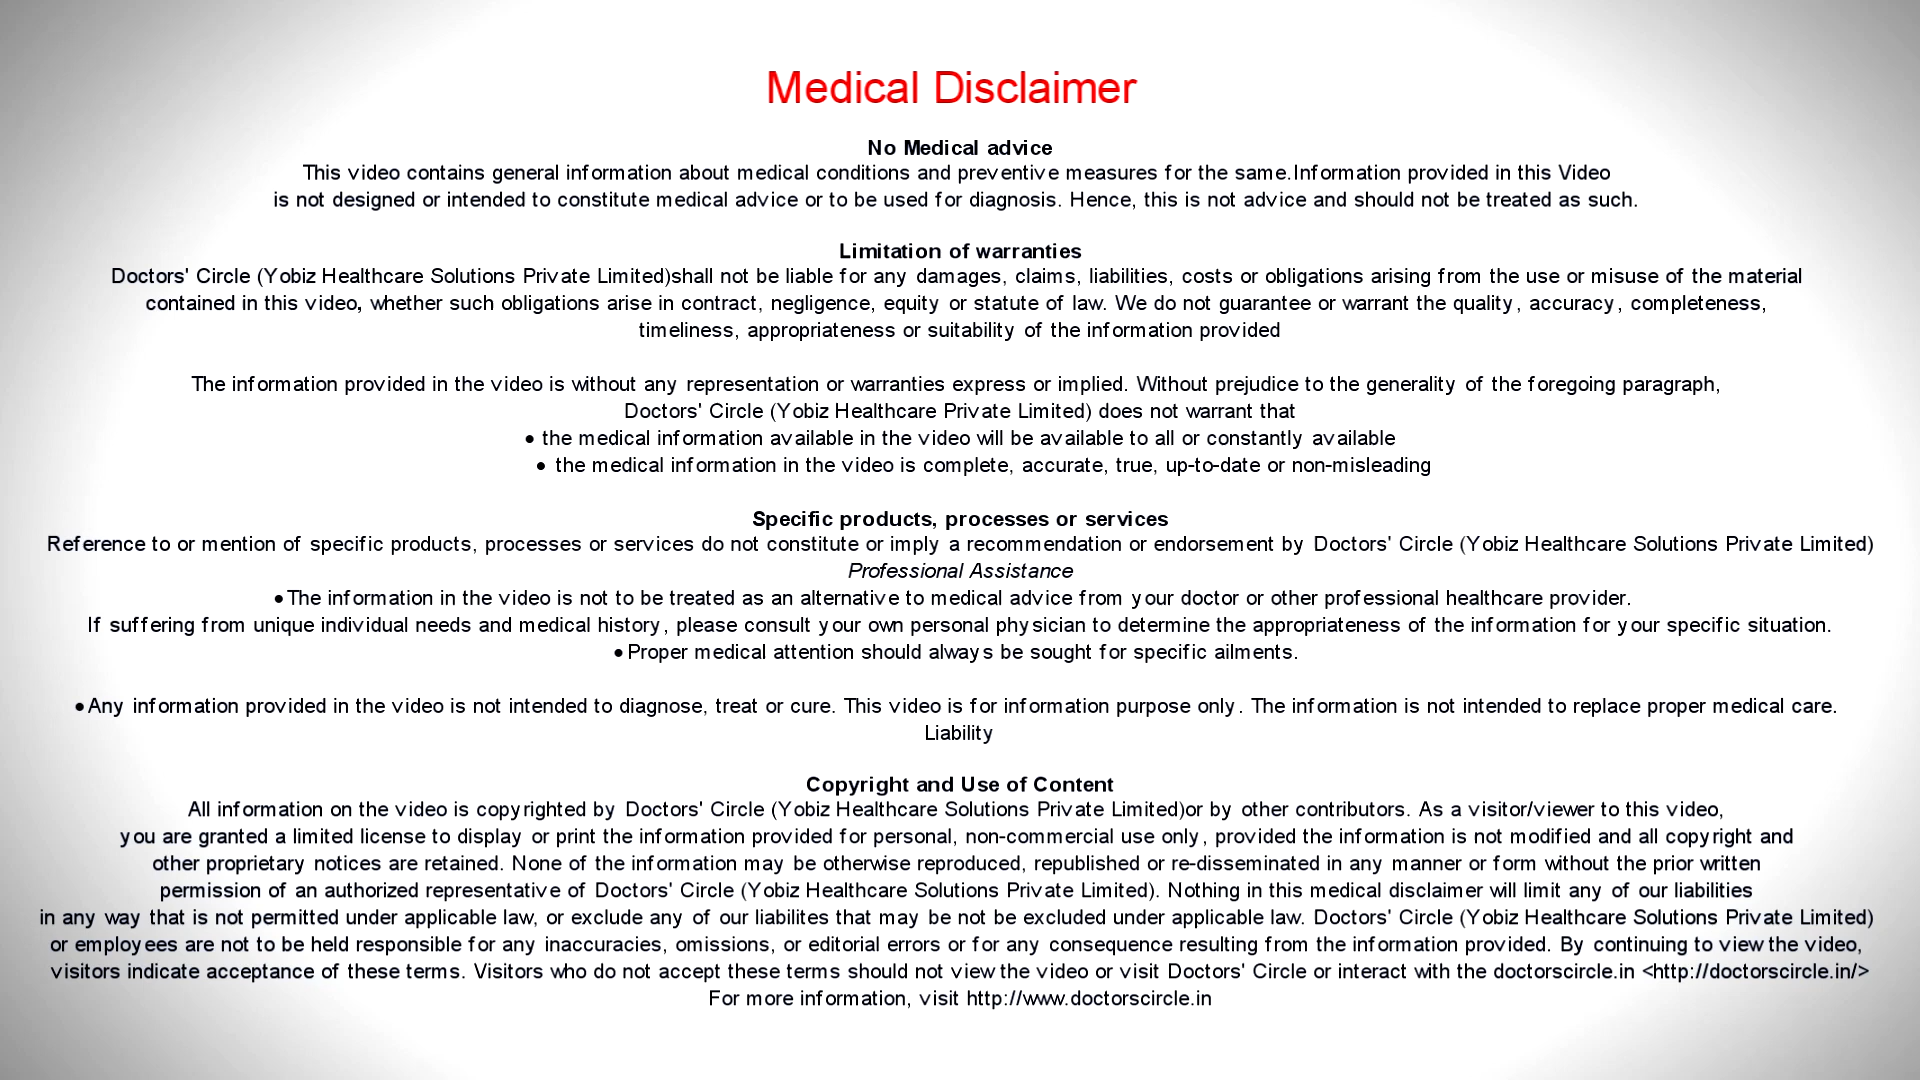 Medical Disclaimer
No Medical advice
This video contains general information about medical conditions and preventive measures for the same.Information provided in this Video
is not designed or intended to constitute medical advice or to be used for diagnosis. Hence, this is not advice and should not be treated as such.
Limitation of warranties
Doctors' Circle (Yobiz Healthcare Solutions Private Limited)shall not be liable for any damages, claims, liabilities, costs or obligations arising from the use or misuse of the material
contained in this video, whether such obligations arise in contract, negligence, equity or statute of law. We do not guarantee or warrant the quality, accuracy, completeness,
timeliness, appropriateness or suitability of the information provided
The information provided in the video is without any representation or warranties express or implied. Without prejudice to the generality of the foregoing paragraph,
Doctors' Circle (Yobiz Healthcare Private Limited) does not warrant that
• the medical information available in the video will be available to all or constantly available
• the medical information in the video is complete, accurate, true, up-to-date or non-misleading
Specific products, processes or services
Reference to or mention of specific products, processes or services do not constitute or imply a recommendation or endorsement by Doctors' Circle (Yobiz Healthcare Solutions Private Limited)
Professional Assistance
•The information in the video is not to be treated as an alternative to medical advice from your doctor or other professional healthcare provider.
If suffering from unique individual needs and medical history, please consult your own personal physician to determine the appropriateness of the information for your specific situation.
•Proper medical attention should always be sought for specific ailments.
•Any information provided in the video is not intended to diagnose, treat or cure. This video is for information purpose only. The information is not intended to replace proper medical care.
Liability
Copyright and Use of Content
All information on the video is copyrighted by Doctors' Circle (Yobiz Healthcare Solutions Private Limited)or by other contributors. As a visitor/viewer to this video,
you are granted a limited license to display or print the information provided for personal, non-commercial use only, provided the information is not modified and all copyright and
other proprietary notices are retained. None of the information may be otherwise reproduced, republished or re-disseminated in any manner or form without the prior written
permission of an authorized representative of Doctors' Circle (Yobiz Healthcare Solutions Private Limited). Nothing in this medical disclaimer will limit any of our liabilities
in any way that is not permitted under applicable law, or exclude any of our liabilites that may be not be excluded under applicable law. Doctors' Circle (Yobiz Healthcare Solutions Private Limited)
or employees are not to be held responsible for any inaccuracies, omissions, or editorial errors or for any consequence resulting from the information provided. By continuing to view the video,
visitors indicate acceptance of these terms. Visitors who do not accept these terms should not view the video or visit Doctors' Circle or interact with the doctorscircle.in <http://doctorscircle.in/>
For more information, visit http://www.doctorscircle.in